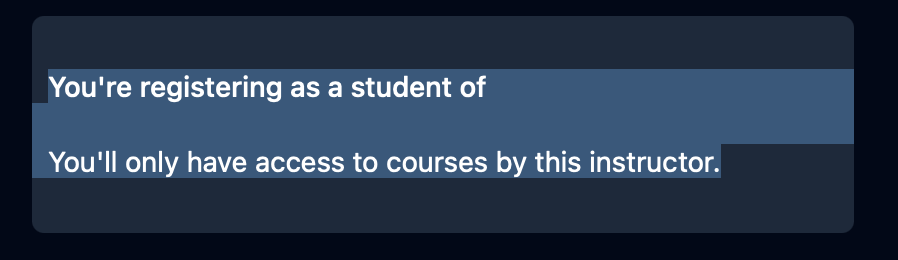 You're registering as a student of
You'll only have access to courses by this instructor.